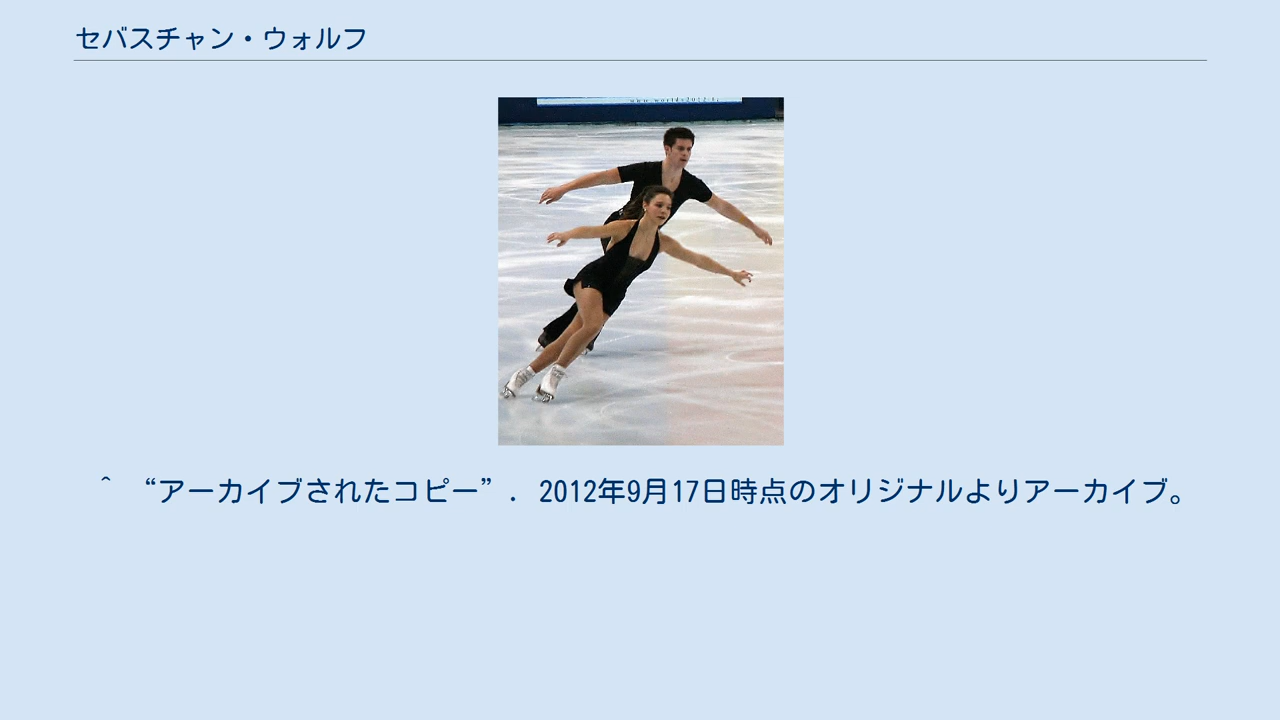 セバスチャン・ウォルフ
^ “アーカイブされたコピー”. 2012年9月17日時点のオリジナルよりアーカイブ。